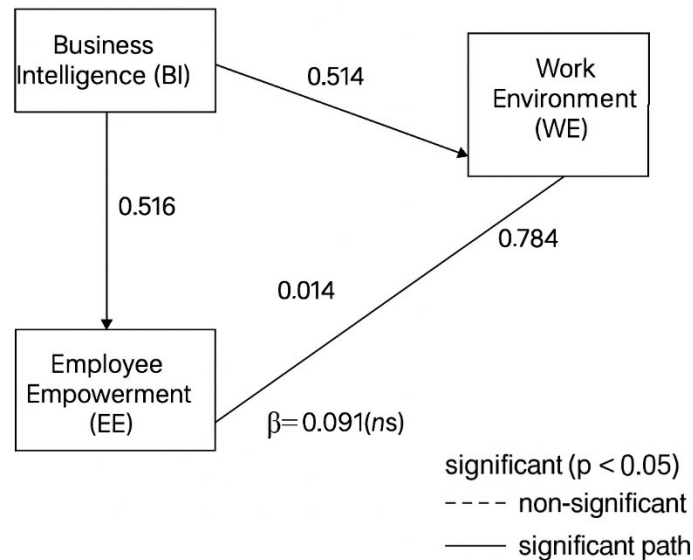 Business
Intelligence (BI)
0.514
Work
Environment
(WE)
0.516
0.784
0.014
Employee
Empowerment
(EE)
β=0.091(ns)
significant (p < 0.05)
non-significant
significant path